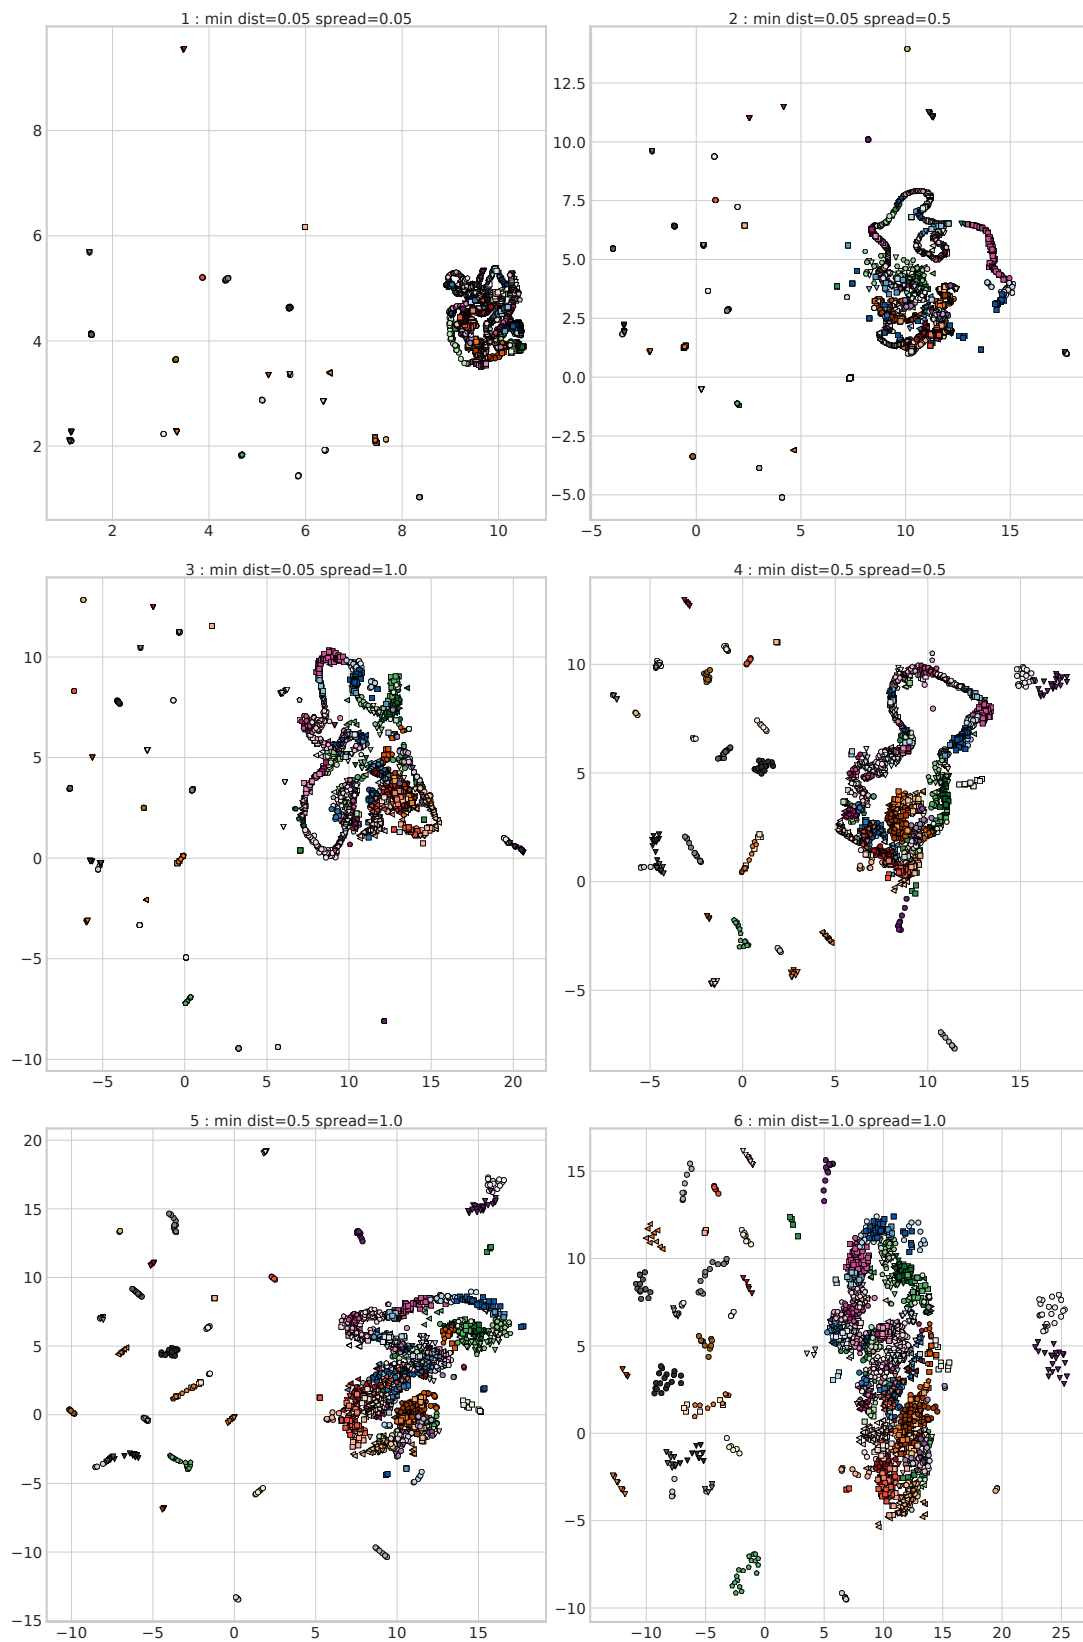 1 : min dist=0.05 spread=0.05
8
6
4
2
2 4 6 8 10
2 : min dist=0.05 spread=0.5
12.5
10.0
7.5
5.0
2.5
0.0
−2.5
−5.0
−5 0 5 10 15
3 : min dist=0.05 spread=1.0
10
5
0
−5
−10
−5 0 5 10 15 20
4 : min dist=0.5 spread=0.5
10
5
0
−5
−5 0 5 10 15
5 : min dist=0.5 spread=1.0
20
15
10
5
0
−5
−10
−15
−10 −5 0 5 10 15
6 : min dist=1.0 spread=1.0
15
10
5
0
−5
−10
−10 −5 0 5 10 15 20 25